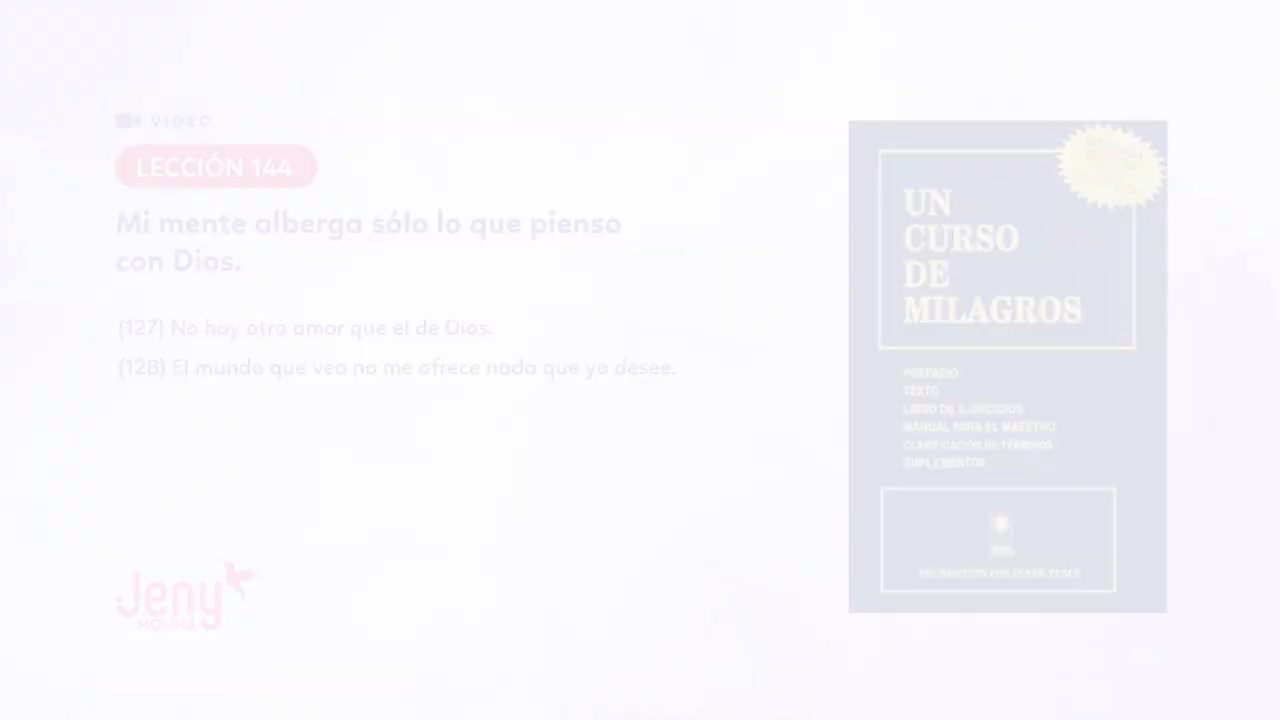 VIDEO
LECCIÓN 144
Mi mente alberga sólo lo que pienso
con Dios.
(127) No hay otro amor que el de Dios.
(128) El mundo que veo no me ofrece nada que yo desee.
Jeny
MOLINA
UN
CURSO
DE
MILAGROS
PREFACIO
TEXTO
LIBRO DE EJERCICIOS
MANUAL PARA EL MAESTRO
CLARIFICACIÓN DE TÉRMINOS
SUPLEMENTOS